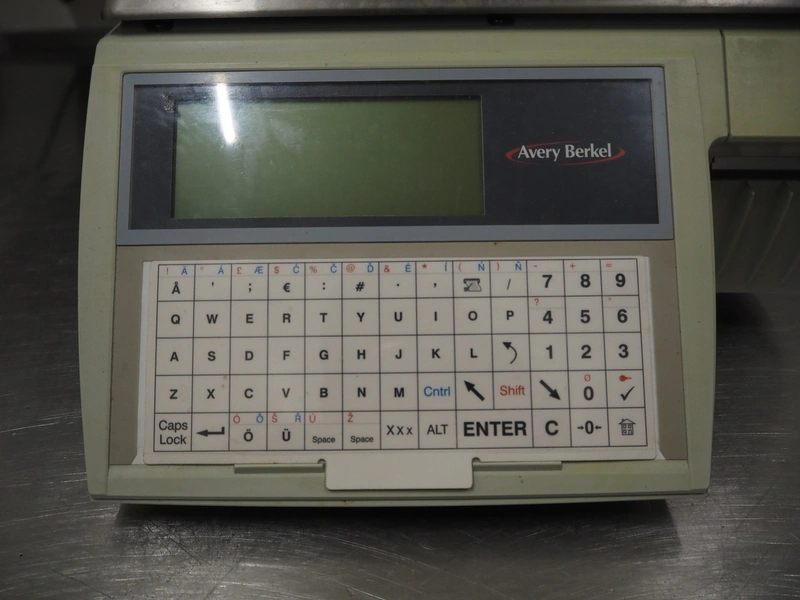 Avery Berkel
! Ä ° Á £ Æ $ Ć % Č @ Ď & É * Í ( Ň ) Ñ - + =
Å ' ; € : # . , / 7 8 9
?
Q W E R T Y U I O P 4 5 6
A S D F G H J K L 1 2 3
Ø
Z X C V B N M Cntrl Shift 0 ✓
Ó Ô Š Ř Ú Ž
Caps Lock Ö Ü Space Space Xxx ALT ENTER C →0←